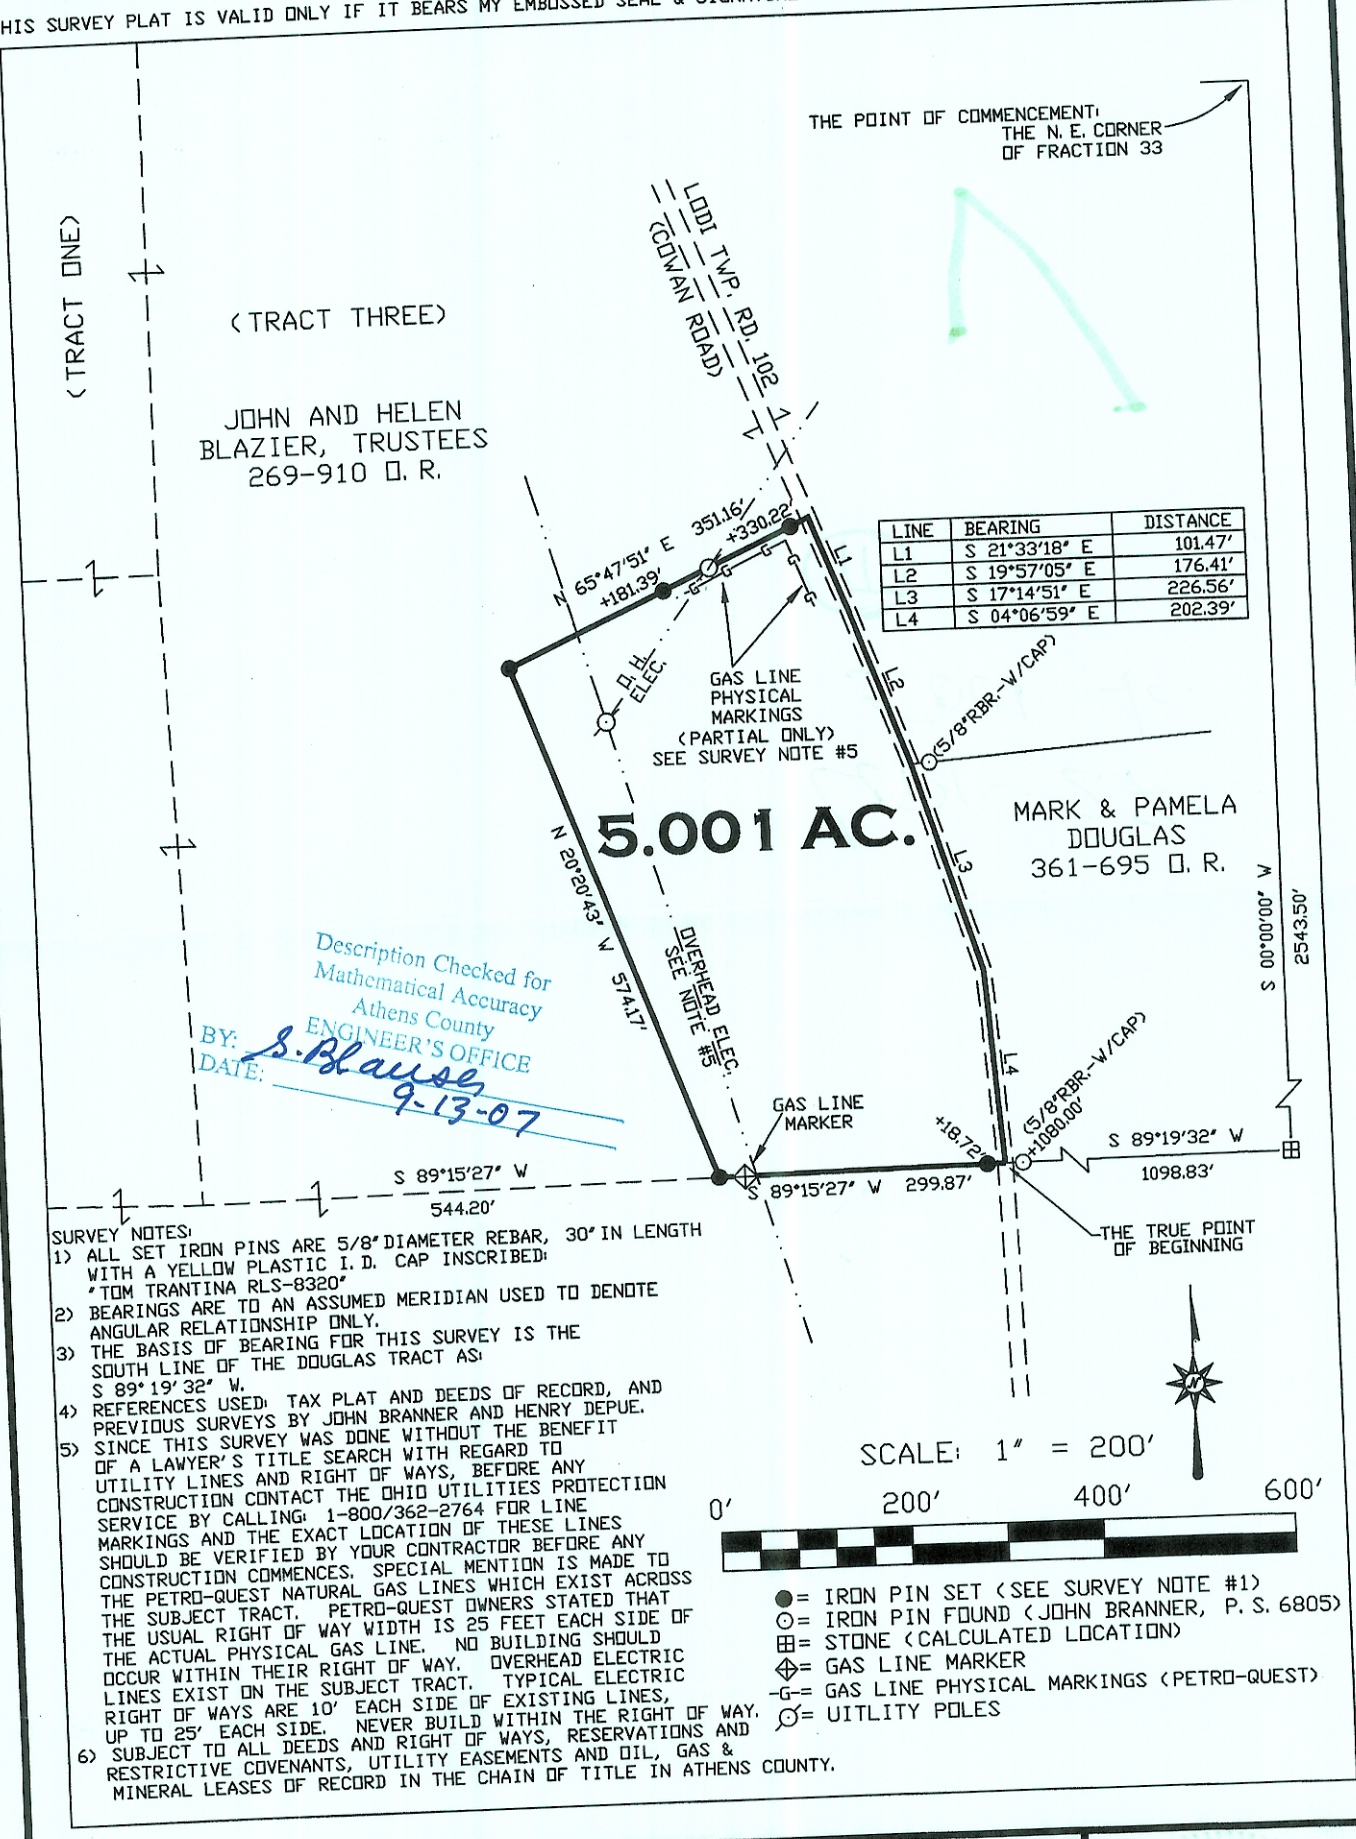 HIS SURVEY PLAT IS VALID ONLY IF IT BEARS MY EMBOSSED SEAL &
THE POINT OF COMMENCEMENT:
THE N. E. CORNER
OF FRACTION 33
(TRACT ONE)
(TRACT THREE)
JOHN AND HELEN
BLAZIER, TRUSTEES
269-910 O. R.
LODI TWP. RD. 102
(COWAN ROAD)
LINE BEARING DISTANCE
L1 S 21°33'18" E 101.47'
L2 S 19°57'05" E 176.41'
L3 S 17°14'51" E 226.56'
L4 S 04°06'59" E 202.39'
N 65°47'51" E 351.16'
+181.39'
+330.22'
L1
L2
L3
L4
O. H.
ELEC.
GAS LINE
PHYSICAL
MARKINGS
(PARTIAL ONLY)
SEE SURVEY NOTE #5
(5/8"RBR.-W/CAP)
5.001 AC.
MARK & PAMELA
DOUGLAS
361-695 O. R.
N 20°20'43" W 574.17'
OVERHEAD ELEC.
SEE NOTE #5
S 00°00'00" W
2543.50'
Description Checked for
Mathematical Accuracy
Athens County
ENGINEER'S OFFICE
BY: S. Blauser
DATE: 9-13-07
GAS LINE
MARKER
+18.72'
(5/8"RBR.-W/CAP)
+1080.00'
S 89°19'32" W
1098.83'
S 89°15'27" W
544.20'
S 89°15'27" W 299.87'
THE TRUE POINT
OF BEGINNING
SURVEY NOTES:
1) ALL SET IRON PINS ARE 5/8" DIAMETER REBAR, 30" IN LENGTH
WITH A YELLOW PLASTIC I. D. CAP INSCRIBED:
"TOM TRANTINA RLS-8320"
2) BEARINGS ARE TO AN ASSUMED MERIDIAN USED TO DENOTE
ANGULAR RELATIONSHIP ONLY.
3) THE BASIS OF BEARING FOR THIS SURVEY IS THE
SOUTH LINE OF THE DOUGLAS TRACT AS:
S 89° 19' 32" W.
4) REFERENCES USED: TAX PLAT AND DEEDS OF RECORD, AND
PREVIOUS SURVEYS BY JOHN BRANNER AND HENRY DEPUE.
5) SINCE THIS SURVEY WAS DONE WITHOUT THE BENEFIT
OF A LAWYER'S TITLE SEARCH WITH REGARD TO
UTILITY LINES AND RIGHT OF WAYS, BEFORE ANY
CONSTRUCTION CONTACT THE OHIO UTILITIES PROTECTION
SERVICE BY CALLING: 1-800/362-2764 FOR LINE
MARKINGS AND THE EXACT LOCATION OF THESE LINES
SHOULD BE VERIFIED BY YOUR CONTRACTOR BEFORE ANY
CONSTRUCTION COMMENCES. SPECIAL MENTION IS MADE TO
THE PETRO-QUEST NATURAL GAS LINES WHICH EXIST ACROSS
THE SUBJECT TRACT. PETRO-QUEST OWNERS STATED THAT
THE USUAL RIGHT OF WAY WIDTH IS 25 FEET EACH SIDE OF
THE ACTUAL PHYSICAL GAS LINE. NO BUILDING SHOULD
OCCUR WITHIN THEIR RIGHT OF WAY. OVERHEAD ELECTRIC
LINES EXIST ON THE SUBJECT TRACT. TYPICAL ELECTRIC
RIGHT OF WAYS ARE 10' EACH SIDE OF EXISTING LINES,
UP TO 25' EACH SIDE. NEVER BUILD WITHIN THE RIGHT OF WAY.
6) SUBJECT TO ALL DEEDS AND RIGHT OF WAYS, RESERVATIONS AND
RESTRICTIVE COVENANTS, UTILITY EASEMENTS AND OIL, GAS &
MINERAL LEASES OF RECORD IN THE CHAIN OF TITLE IN ATHENS COUNTY.
N
SCALE: 1" = 200'
0' 200' 400' 600'
= IRON PIN SET (SEE SURVEY NOTE #1)
= IRON PIN FOUND (JOHN BRANNER, P. S. 6805)
= STONE (CALCULATED LOCATION)
= GAS LINE MARKER
-G-= GAS LINE PHYSICAL MARKINGS (PETRO-QUEST)
= UITLITY POLES